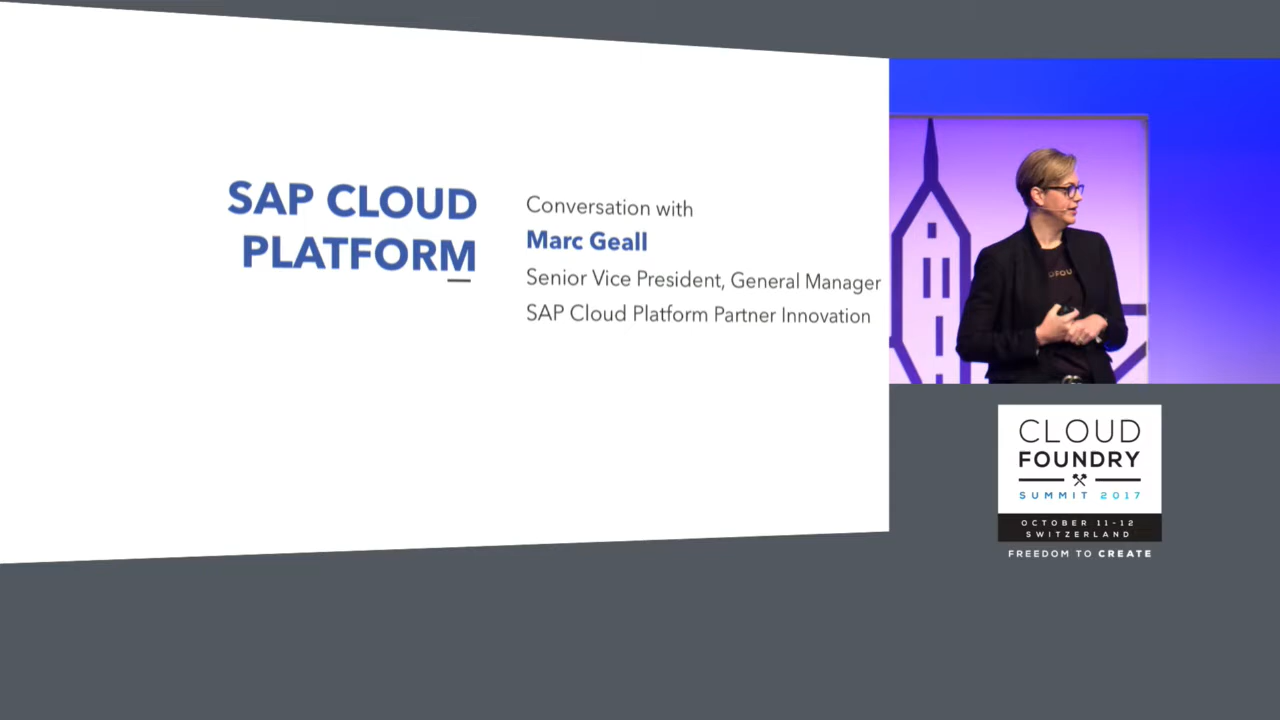 SAP CLOUD
PLATFORM
Conversation with
Marc Geall
Senior Vice President, General Manager
SAP Cloud Platform Partner Innovation
CLOUD
FOUNDRY
SUMMIT 2017
OCTOBER 11-12
SWITZERLAND
FREEDOM TO CREATE